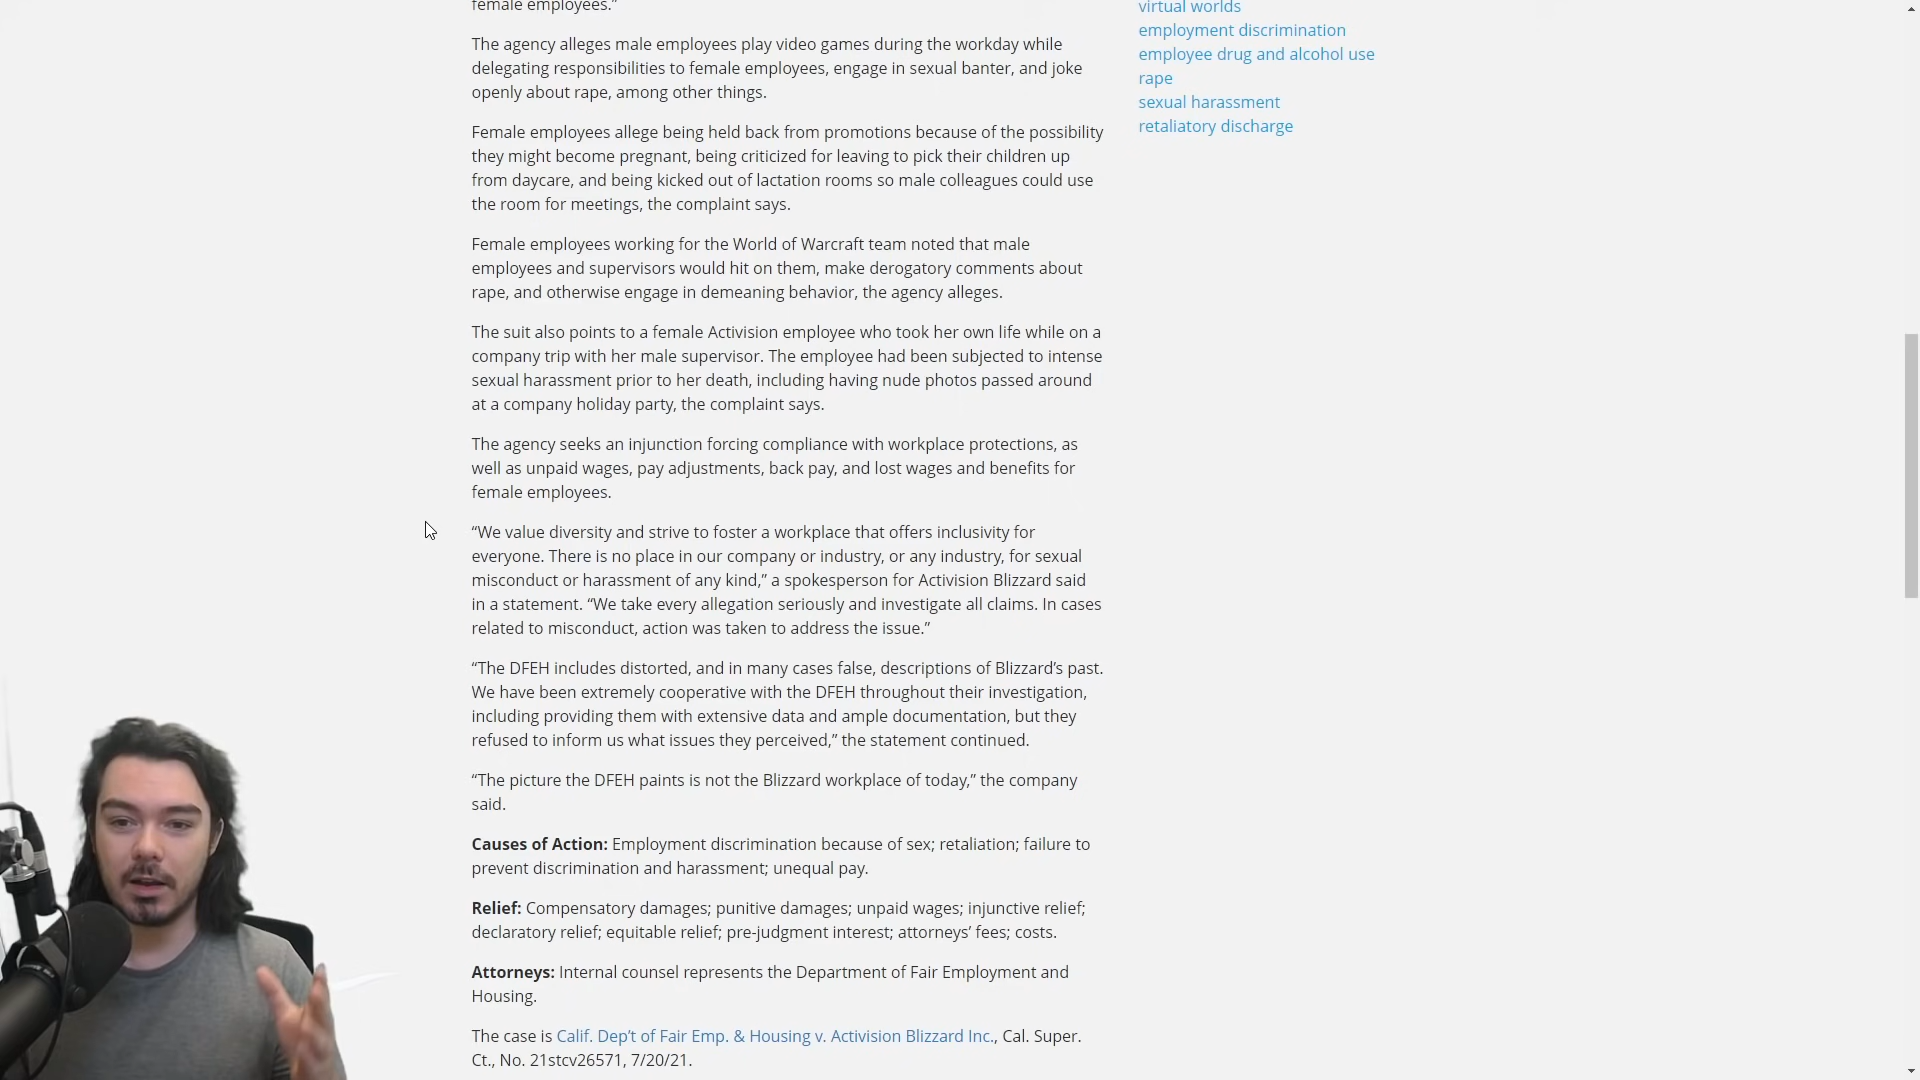 female employees.”
The agency alleges male employees play video games during the workday while
delegating responsibilities to female employees, engage in sexual banter, and joke
openly about rape, among other things.
Female employees allege being held back from promotions because of the possibility
they might become pregnant, being criticized for leaving to pick their children up
from daycare, and being kicked out of lactation rooms so male colleagues could use
the room for meetings, the complaint says.
Female employees working for the World of Warcraft team noted that male
employees and supervisors would hit on them, make derogatory comments about
rape, and otherwise engage in demeaning behavior, the agency alleges.
The suit also points to a female Activision employee who took her own life while on a
company trip with her male supervisor. The employee had been subjected to intense
sexual harassment prior to her death, including having nude photos passed around
at a company holiday party, the complaint says.
The agency seeks an injunction forcing compliance with workplace protections, as
well as unpaid wages, pay adjustments, back pay, and lost wages and benefits for
female employees.
“We value diversity and strive to foster a workplace that offers inclusivity for
everyone. There is no place in our company or industry, or any industry, for sexual
misconduct or harassment of any kind,” a spokesperson for Activision Blizzard said
in a statement. “We take every allegation seriously and investigate all claims. In cases
related to misconduct, action was taken to address the issue.”
“The DFEH includes distorted, and in many cases false, descriptions of Blizzard’s past.
We have been extremely cooperative with the DFEH throughout their investigation,
including providing them with extensive data and ample documentation, but they
refused to inform us what issues they perceived,” the statement continued.
“The picture the DFEH paints is not the Blizzard workplace of today,” the company
said.
Causes of Action: Employment discrimination because of sex; retaliation; failure to
prevent discrimination and harassment; unequal pay.
Relief: Compensatory damages; punitive damages; unpaid wages; injunctive relief;
declaratory relief; equitable relief; pre-judgment interest; attorneys’ fees; costs.
Attorneys: Internal counsel represents the Department of Fair Employment and
Housing.
The case is Calif. Dep’t of Fair Emp. & Housing v. Activision Blizzard Inc., Cal. Super.
Ct., No. 21stcv26571, 7/20/21.
virtual worlds
employment discrimination
employee drug and alcohol use
rape
sexual harassment
retaliatory discharge